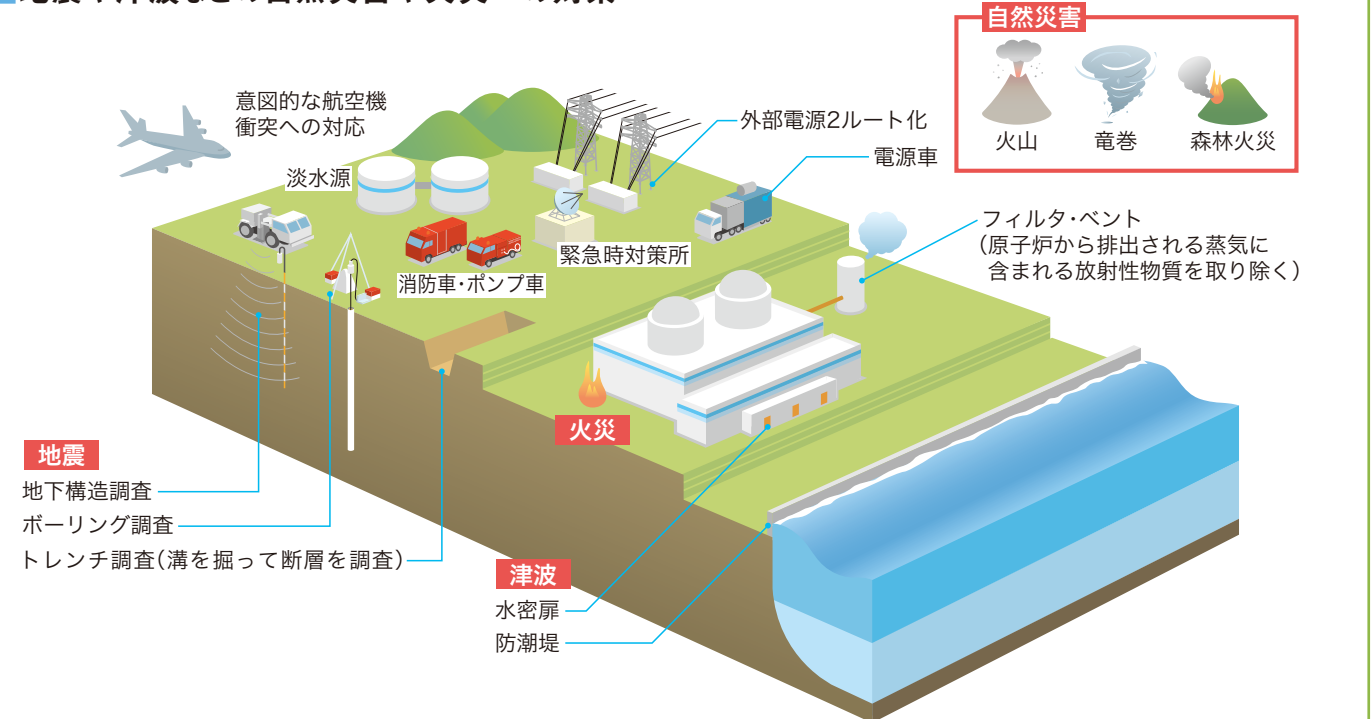 自然災害
火山
竜巻
森林火災
意図的な航空機
衝突への対応
外部電源2ルート化
電源車
淡水源
フィルタ・ベント
(原子炉から排出される蒸気に
含まれる放射性物質を取り除く)
緊急時対策所
消防車・ポンプ車
火災
地震
地下構造調査
ボーリング調査
トレンチ調査(溝を掘って断層を調査)
津波
水密扉
防潮堤